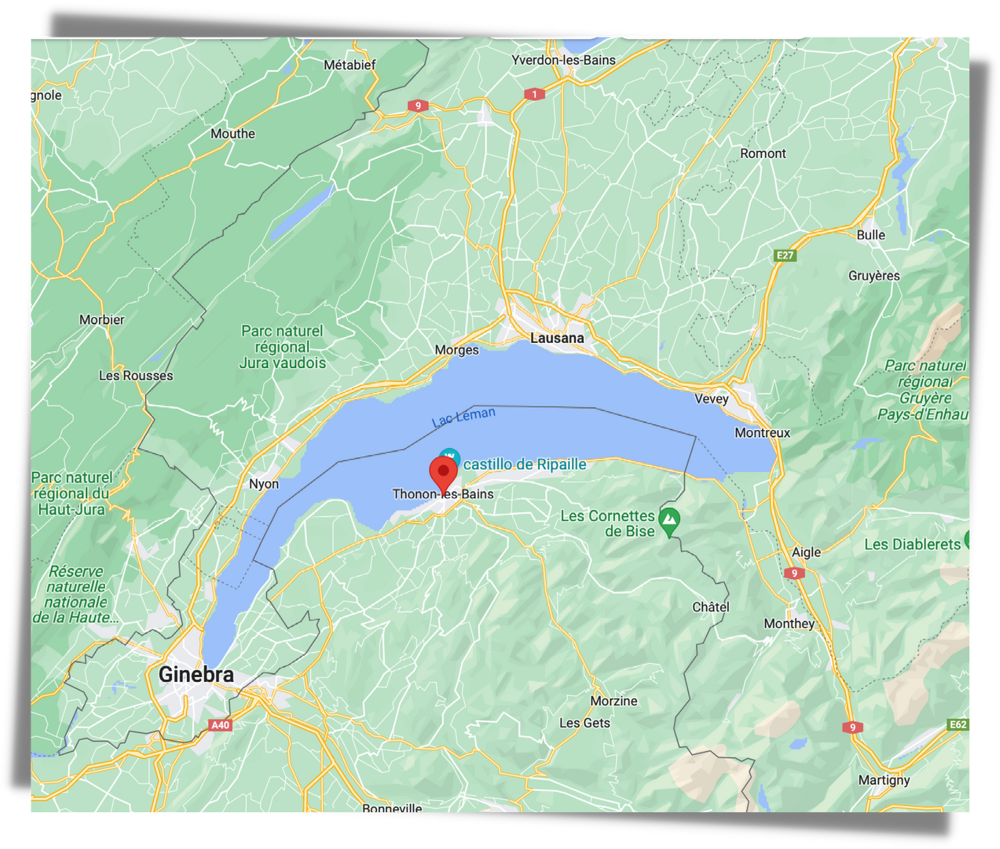 Métabief
Yverdon-les-Bains
gnole
1
9
Mouthe
Romont
Bulle
E27
Gruyères
Morbier
Parc naturel
régional
Jura vaudois
Lausana
Morges
Les Rousses
Parc naturel
régional
Gruyère
Pays-d'Enhau
Vevey
Lac Léman
Montreux
castillo de Ripaille
Parc naturel
régional du
Haut-Jura
Nyon
Thonon-les-Bains
Les Cornettes
de Bise
Les Diablerets
Aigle
9
Réserve
naturelle
nationale
de la Haute...
Châtel
Monthey
Ginebra
Morzine
Les Gets
A40
9
E62
Martigny
Bonneville